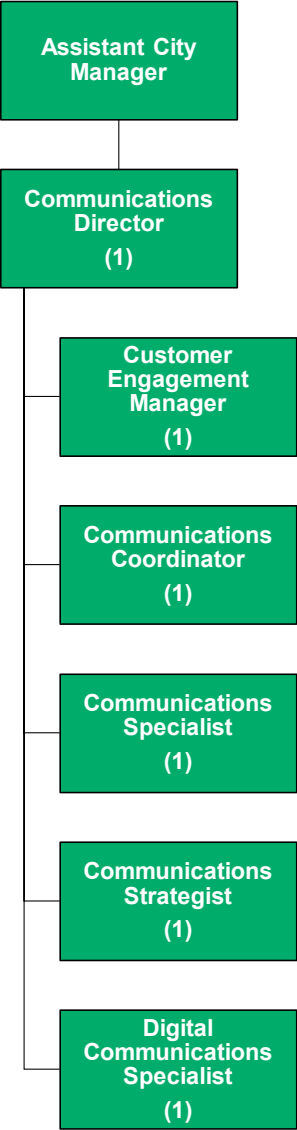 Assistant City
Manager
Communications
Director
(1)
Customer
Engagement
Manager
(1)
Communications
Coordinator
(1)
Communications
Specialist
(1)
Communications
Strategist
(1)
Digital
Communications
Specialist
(1)